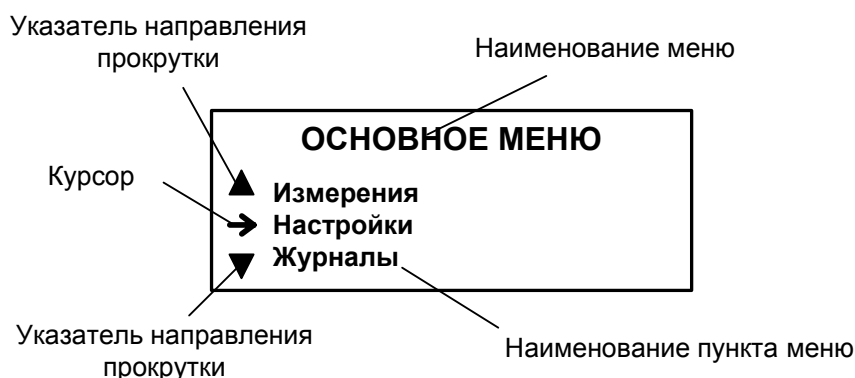 Указатель направления
прокрутки
Наименование меню
ОСНОВНОЕ МЕНЮ
Курсор
Измерения
Настройки
Журналы
Указатель направления
прокрутки
Наименование пункта меню